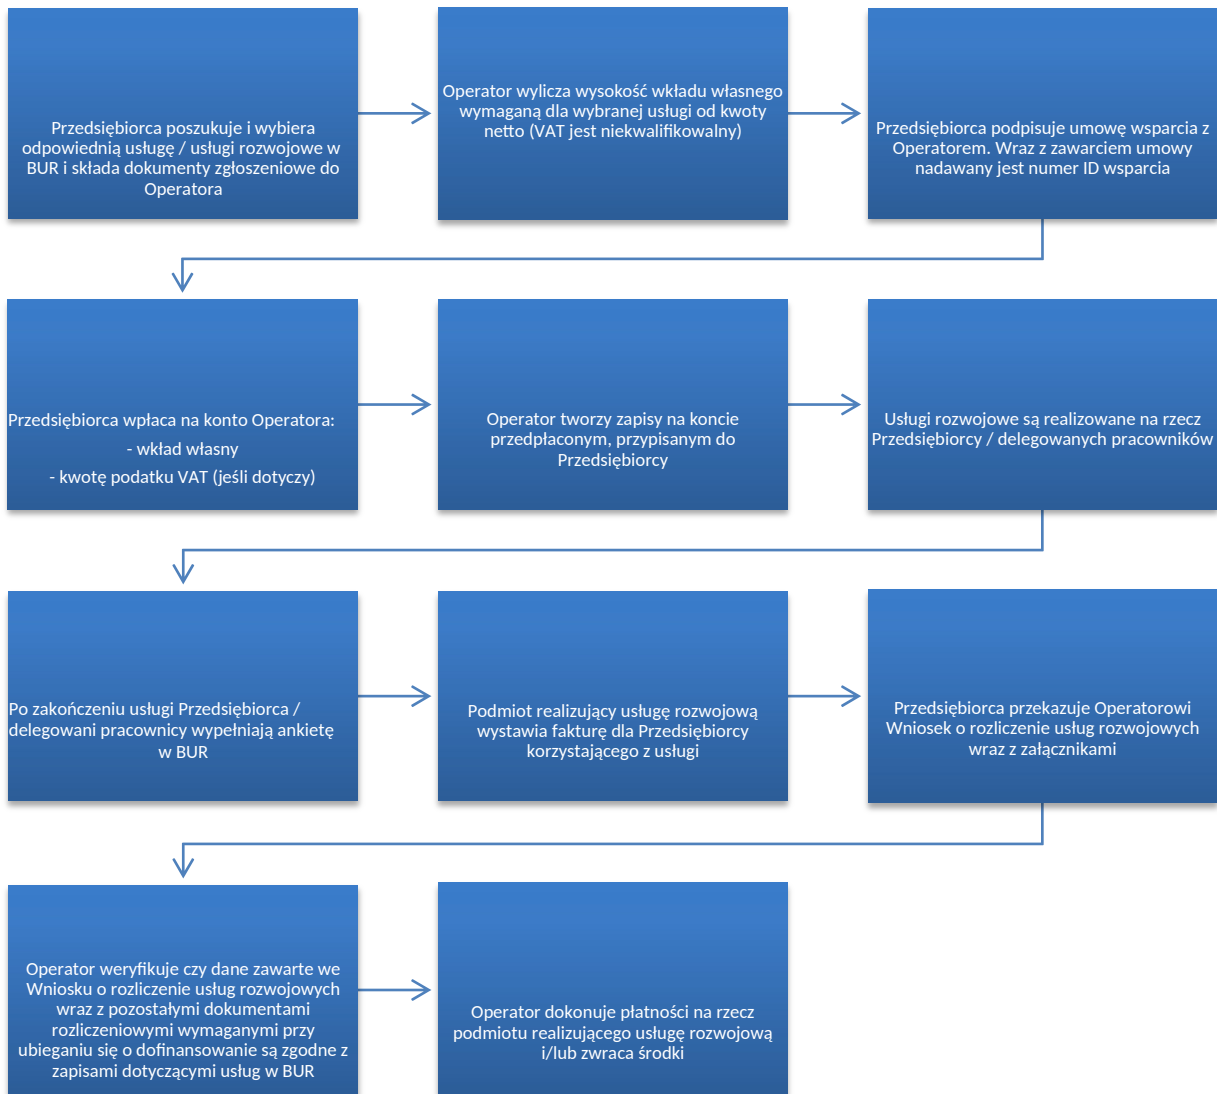 Przedsiębiorca poszukuje i wybiera
odpowiednią usługę / usługi rozwojowe w
BUR i składa dokumenty zgłoszeniowe do
Operatora
Operator wylicza wysokość wkładu własnego
wymaganą dla wybranej usługi od kwoty
netto (VAT jest niekwalifikowalny)
Przedsiębiorca podpisuje umowę wsparcia z
Operatorem. Wraz z zawarciem umowy
nadawany jest numer ID wsparcia
Przedsiębiorca wpłaca na konto Operatora:
- wkład własny
- kwotę podatku VAT (jeśli dotyczy)
Operator tworzy zapisy na koncie
przedpłaconym, przypisanym do
Przedsiębiorcy
Usługi rozwojowe są realizowane na rzecz
Przedsiębiorcy / delegowanych pracowników
Po zakończeniu usługi Przedsiębiorca /
delegowani pracownicy wypełniają ankietę
w BUR
Podmiot realizujący usługę rozwojową
wystawia fakturę dla Przedsiębiorcy
korzystającego z usługi
Przedsiębiorca przekazuje Operatorowi
Wniosek o rozliczenie usług rozwojowych
wraz z załącznikami
Operator weryfikuje czy dane zawarte we
Wniosku o rozliczenie usług rozwojowych
wraz z pozostałymi dokumentami
rozliczeniowymi wymaganymi przy
ubieganiu się o dofinansowanie są zgodne z
zapisami dotyczącymi usług w BUR
Operator dokonuje płatności na rzecz
podmiotu realizującego usługę rozwojową
i/lub zwraca środki